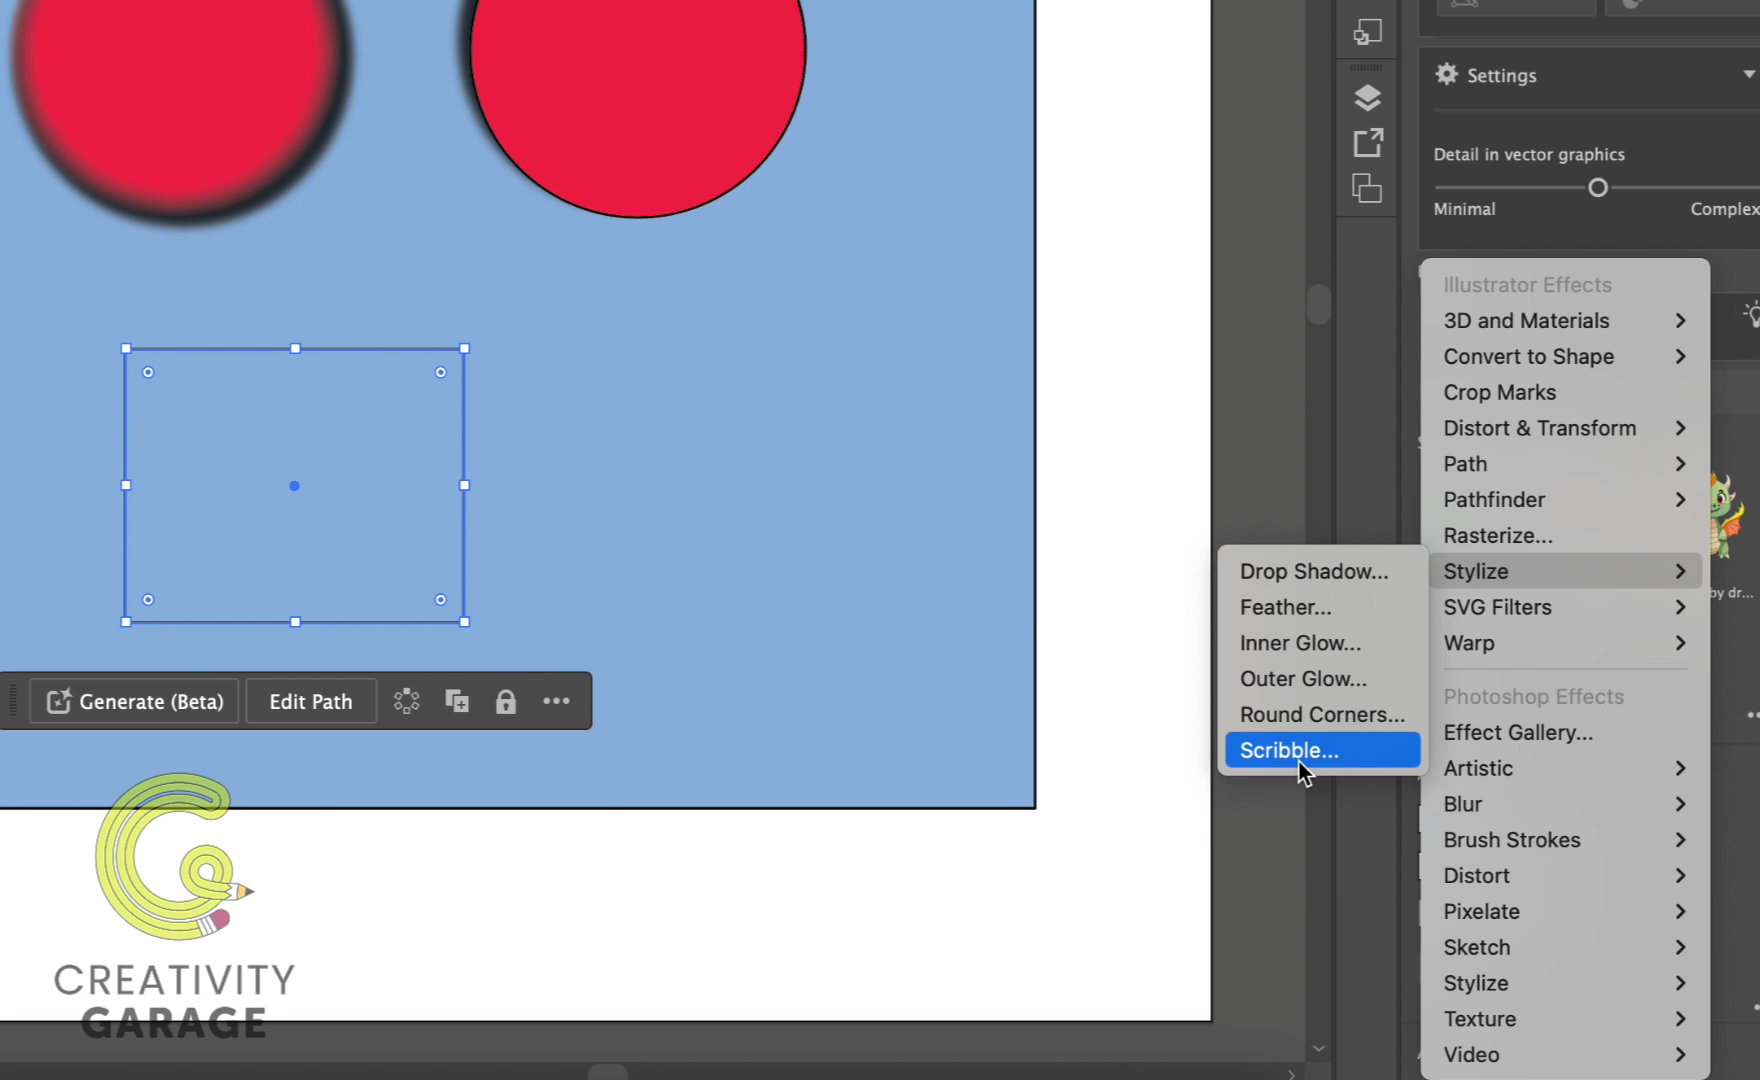 Settings
Detail in vector graphics
Minimal
Complex
Illustrator Effects
3D and Materials
Convert to Shape
Crop Marks
Distort & Transform
Path
Pathfinder
Rasterize...
Stylize
SVG Filters
Warp
Photoshop Effects
Effect Gallery...
Artistic
Blur
Brush Strokes
Distort
Pixelate
Sketch
Stylize
Texture
Video
Drop Shadow...
Feather...
Inner Glow...
Outer Glow...
Round Corners...
Scribble...
by dr...
Generate (Beta)
Edit Path
CREATIVITY
GARAGE